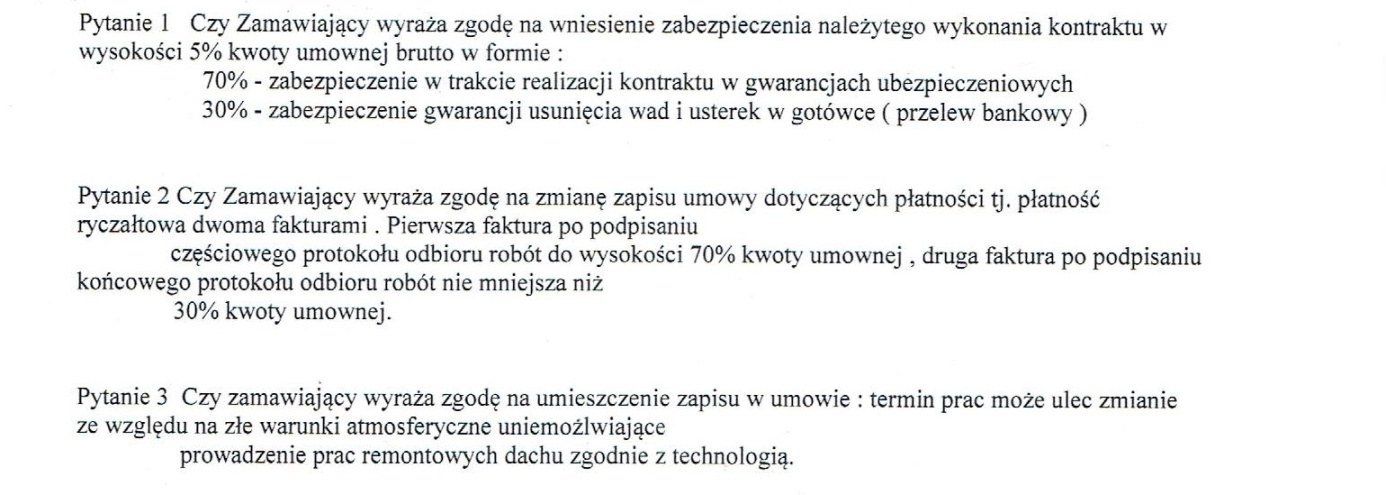 Pytanie 1 Czy Zamawiający wyraża zgodę na wniesienie zabezpieczenia należytego wykonania kontraktu w
wysokości 5% kwoty umownej brutto w formie :
70% - zabezpieczenie w trakcie realizacji kontraktu w gwarancjach ubezpieczeniowych
30% - zabezpieczenie gwarancji usunięcia wad i usterek w gotówce ( przelew bankowy )
Pytanie 2 Czy Zamawiający wyraża zgodę na zmianę zapisu umowy dotyczących płatności tj. płatność
ryczałtowa dwoma fakturami . Pierwsza faktura po podpisaniu
częściowego protokołu odbioru robót do wysokości 70% kwoty umownej , druga faktura po podpisaniu
końcowego protokołu odbioru robót nie mniejsza niż
30% kwoty umownej.
Pytanie 3 Czy zamawiający wyraża zgodę na umieszczenie zapisu w umowie : termin prac może ulec zmianie
ze względu na złe warunki atmosferyczne uniemożlwiające
prowadzenie prac remontowych dachu zgodnie z technologią.